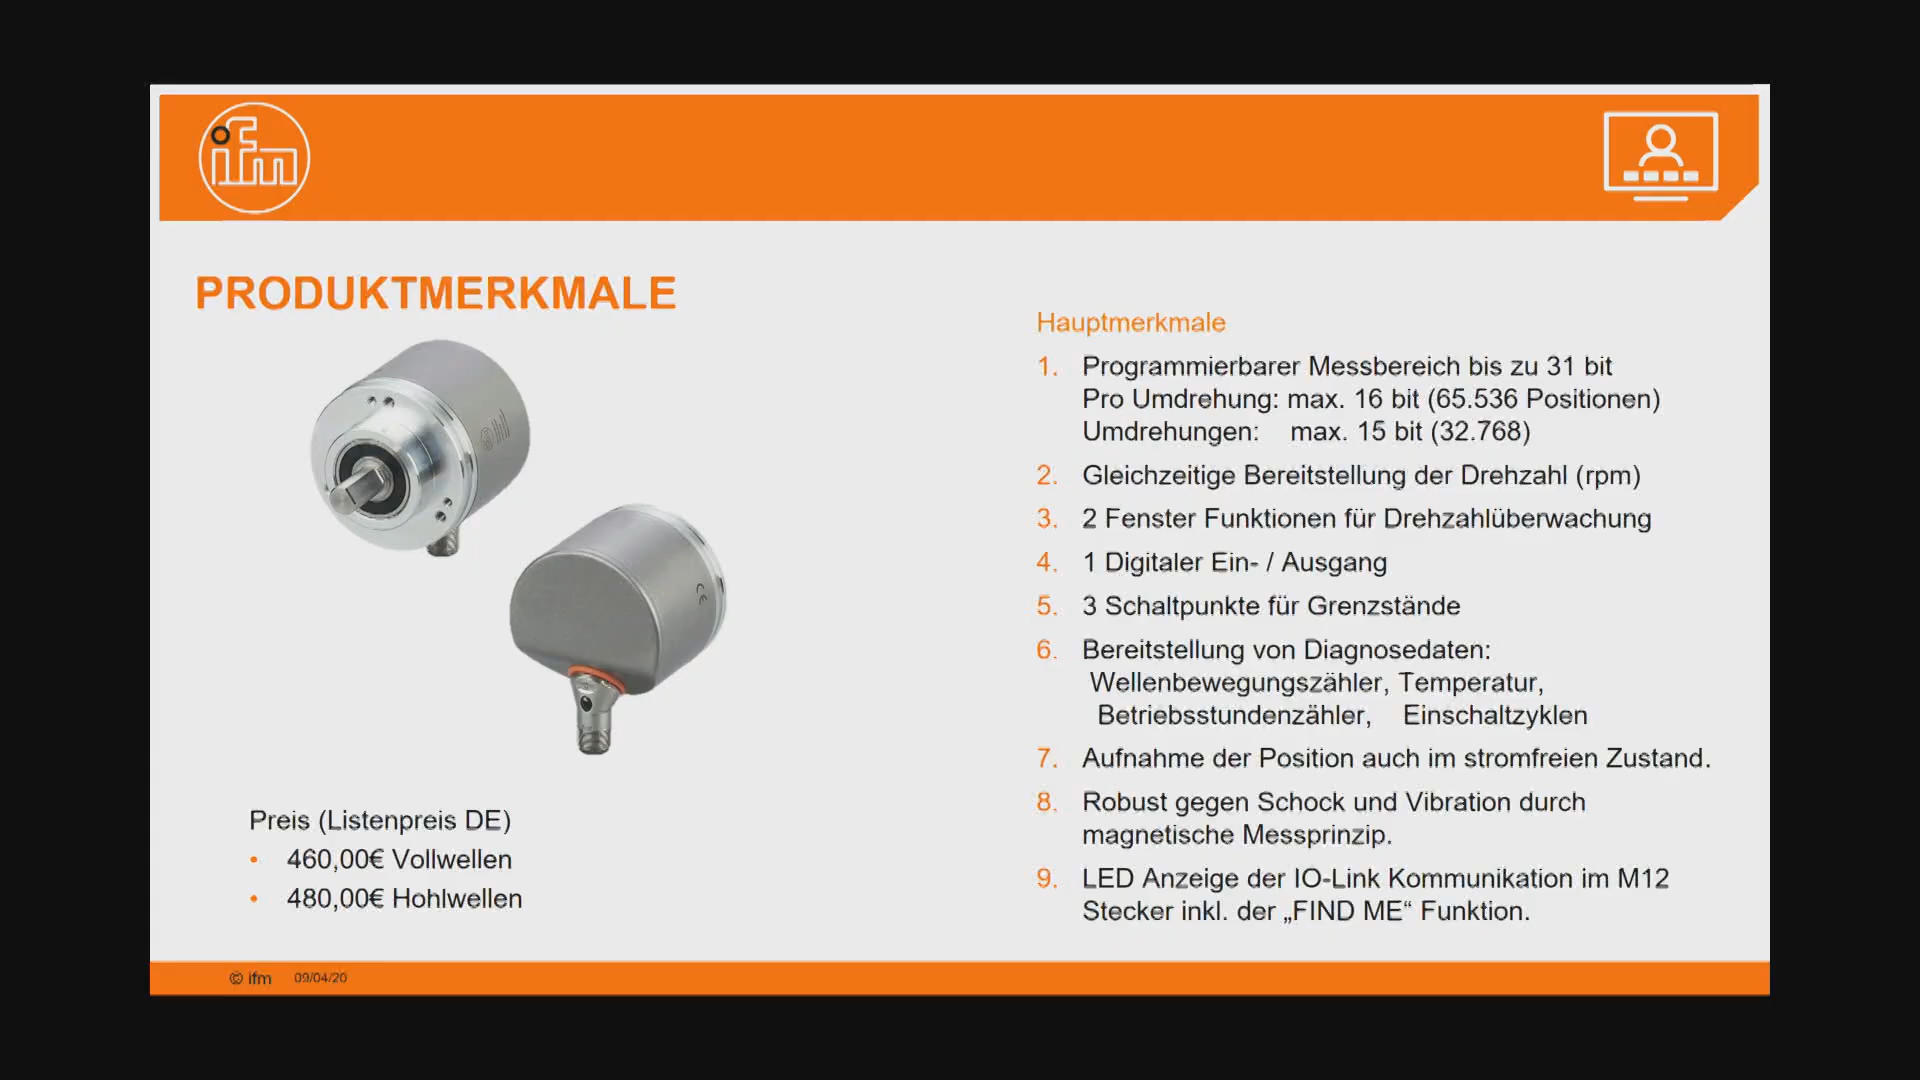 ifm
PRODUKTMERKMALE
Hauptmerkmale
1. Programmierbarer Messbereich bis zu 31 bit
Pro Umdrehung: max. 16 bit (65.536 Positionen)
Umdrehungen: max. 15 bit (32.768)
2. Gleichzeitige Bereitstellung der Drehzahl (rpm)
3. 2 Fenster Funktionen für Drehzahlüberwachung
4. 1 Digitaler Ein- / Ausgang
5. 3 Schaltpunkte für Grenzstände
6. Bereitstellung von Diagnosedaten:
Wellenbewegungszähler, Temperatur,
Betriebsstundenzähler, Einschaltzyklen
7. Aufnahme der Position auch im stromfreien Zustand.
8. Robust gegen Schock und Vibration durch
magnetische Messprinzip.
9. LED Anzeige der IO-Link Kommunikation im M12
Stecker inkl. der „FIND ME“ Funktion.
CE
Preis (Listenpreis DE)
• 460,00€ Vollwellen
• 480,00€ Hohlwellen
© ifm 09/04/20